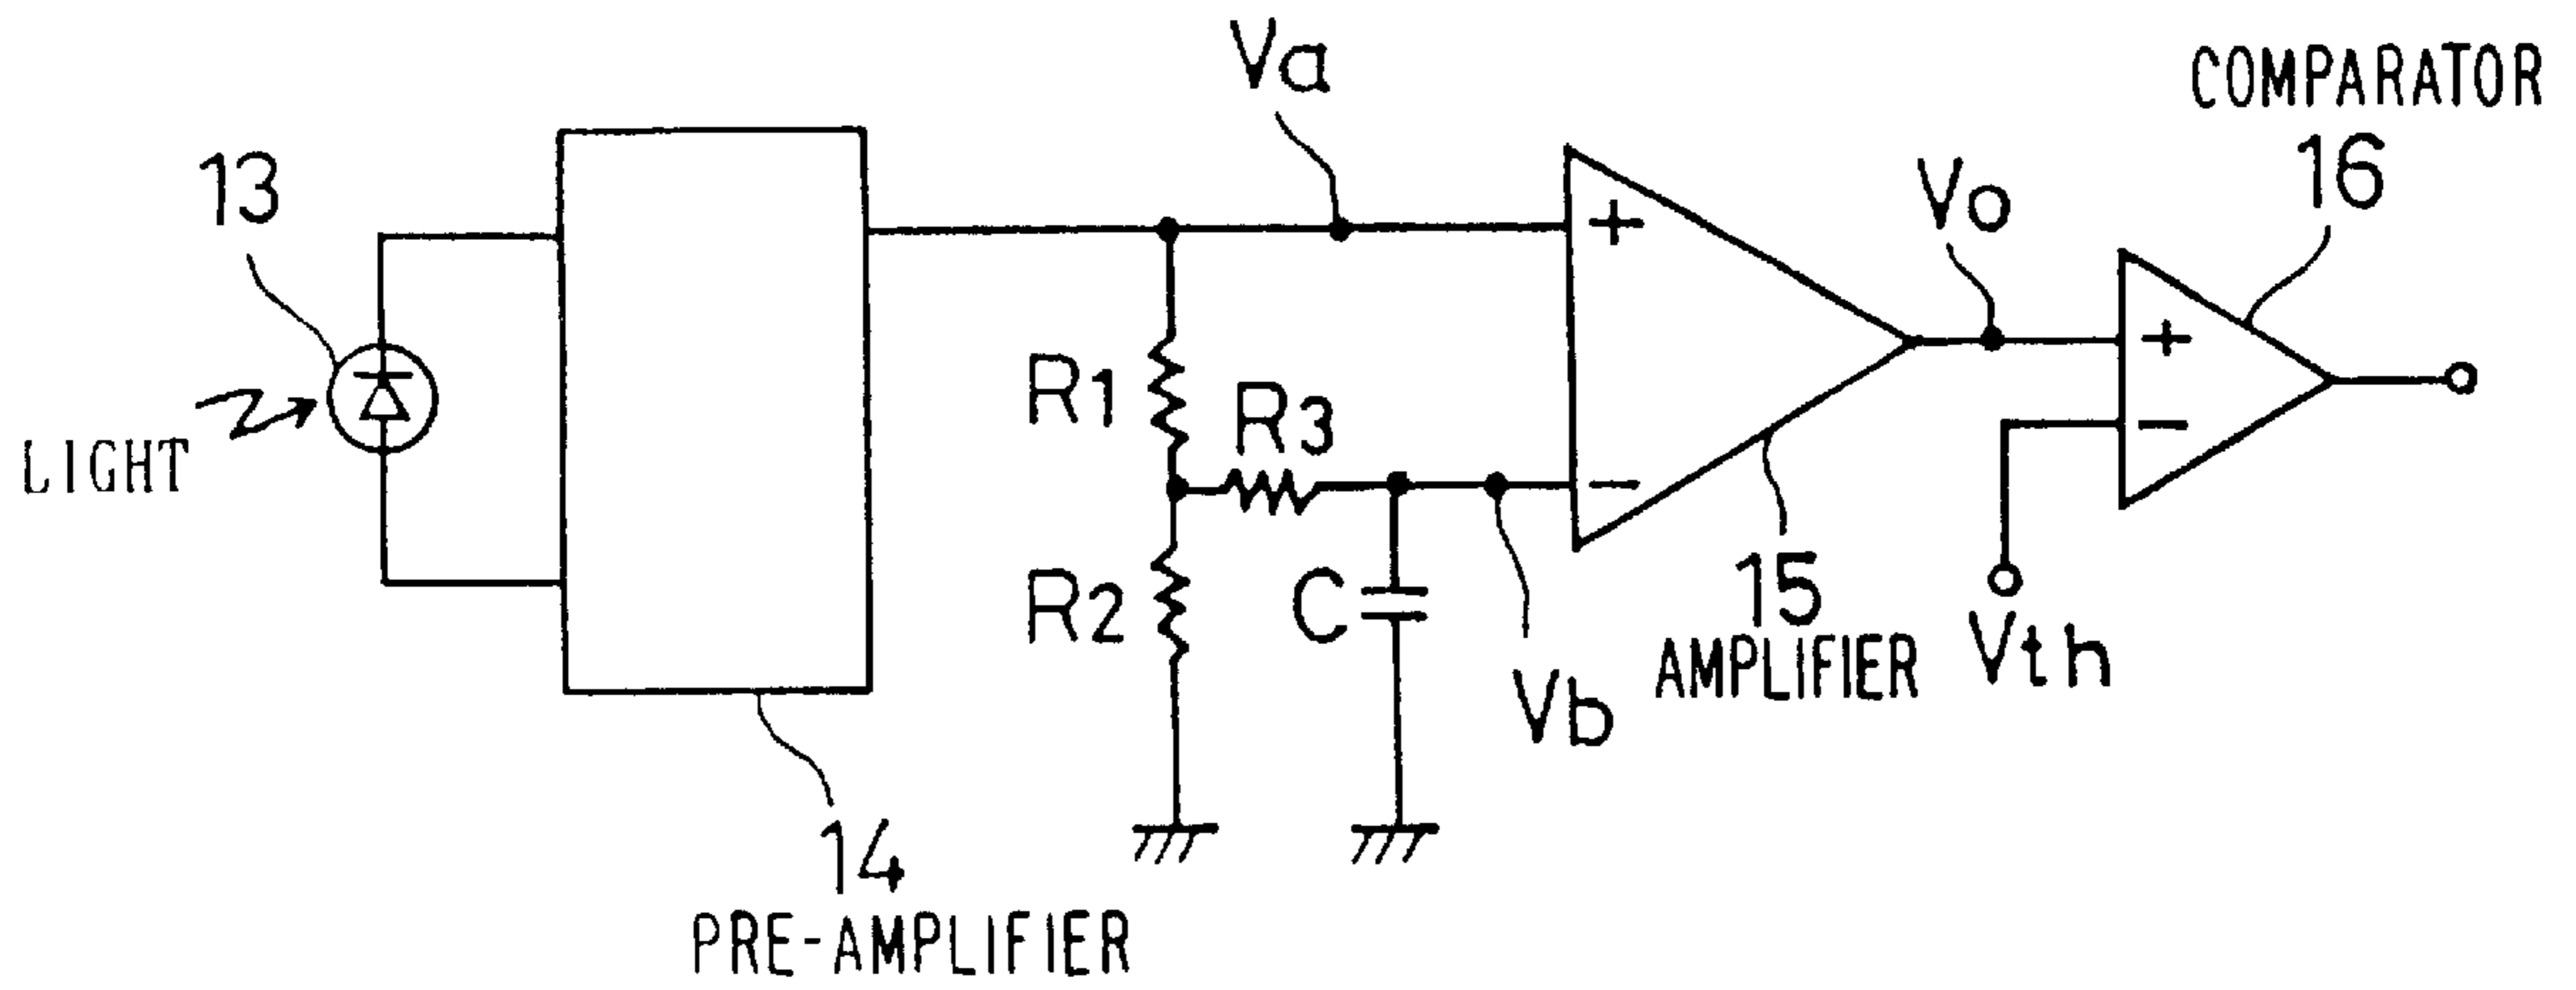 Va
COMPARATOR
16
13
Vo
R1
R3
LIGHT
R2
C
15
AMPLIFIER
Vth
Vb
14
PRE-AMPLIFIER
+
−
+
−